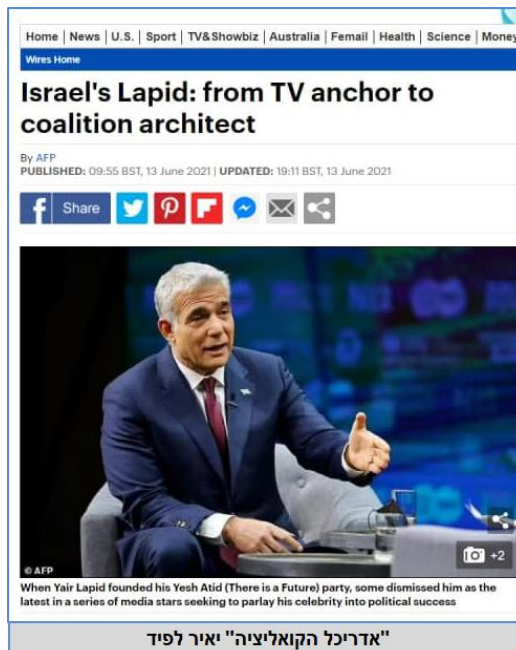 Home | News | U.S. | Sport | TV&Showbiz | Australia | Femail | Health | Science | Money
Wires Home
Israel's Lapid: from TV anchor to
coalition architect
By AFP
PUBLISHED: 09:55 BST, 13 June 2021 | UPDATED: 19:11 BST, 13 June 2021
Share
+2
© AFP
When Yair Lapid founded his Yesh Atid (There is a Future) party, some dismissed him as the
latest in a series of media stars seeking to parlay his celebrity into political success
"אדריכל הקואליציה" יאיר לפיד